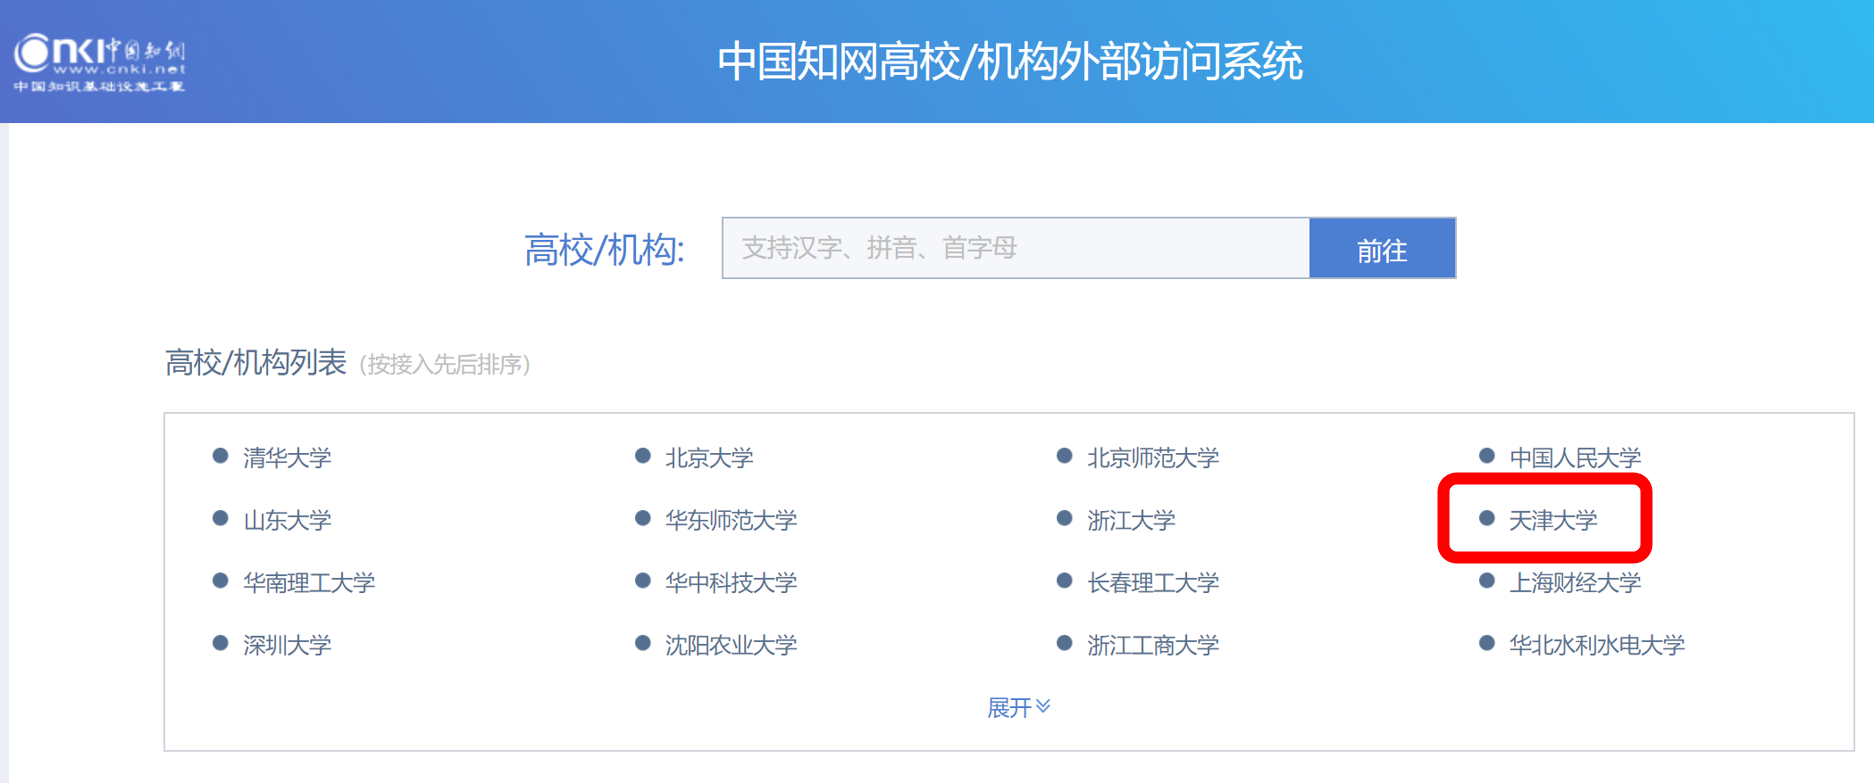 cnki中国知网
www.cnki.net
中国知识基础设施工程
中国知网高校/机构外部访问系统
高校/机构:
支持汉字、拼音、首字母
前往
高校/机构列表 (按接入先后排序)
清华大学 北京大学 北京师范大学 中国人民大学
山东大学 华东师范大学 浙江大学 天津大学
华南理工大学 华中科技大学 长春理工大学 上海财经大学
深圳大学 沈阳农业大学 浙江工商大学 华北水利水电大学
展开